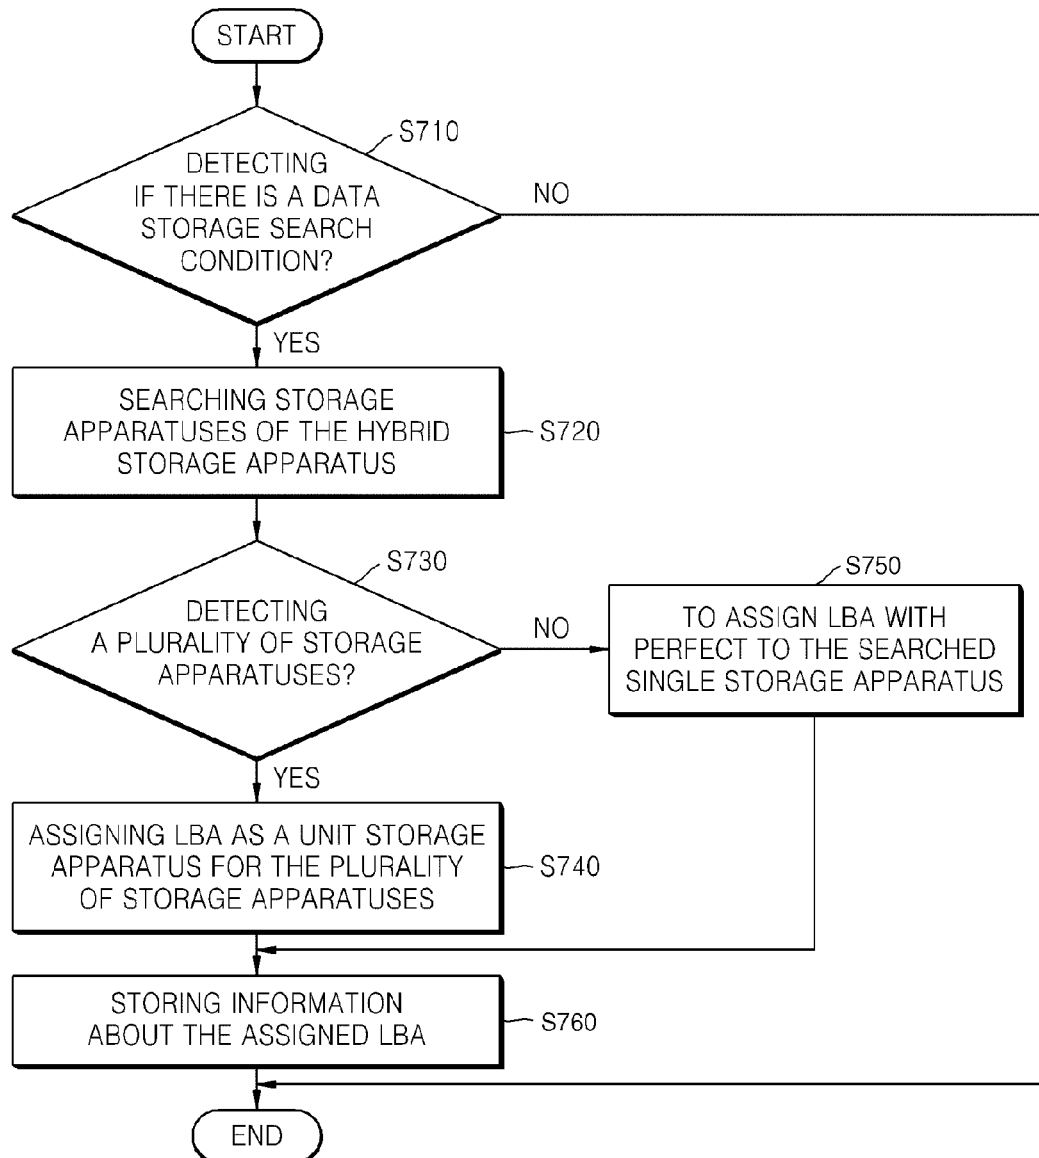 START
S710
DETECTING
IF THERE IS A DATA
STORAGE SEARCH
CONDITION?
NO
YES
SEARCHING STORAGE
APPARATUSES OF THE HYBRID
STORAGE APPARATUS
S720
S730
DETECTING
A PLURALITY OF STORAGE
APPARATUSES?
NO
S750
TO ASSIGN LBA WITH
PERFECT TO THE SEARCHED
SINGLE STORAGE APPARATUS
YES
ASSIGNING LBA AS A UNIT STORAGE
APPARATUS FOR THE PLURALITY
OF STORAGE APPARATUSES
S740
STORING INFORMATION
ABOUT THE ASSIGNED LBA
S760
END